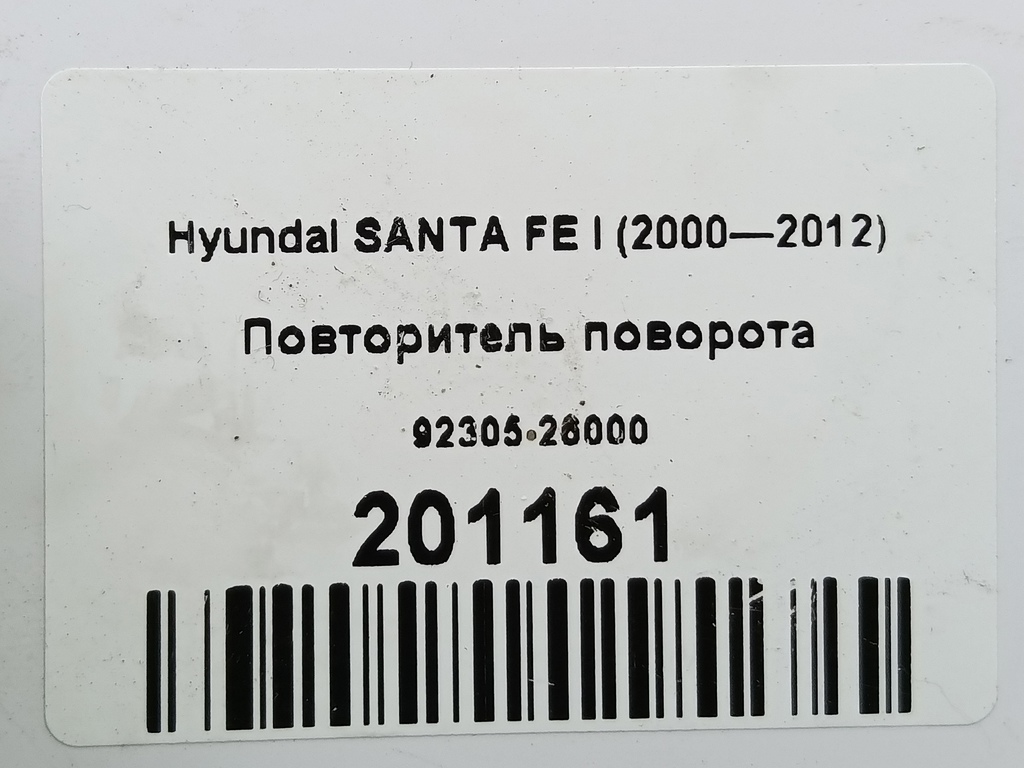 Hyundai SANTA FE I (2000—2012)
Повторитель поворота
92305-26000
201161